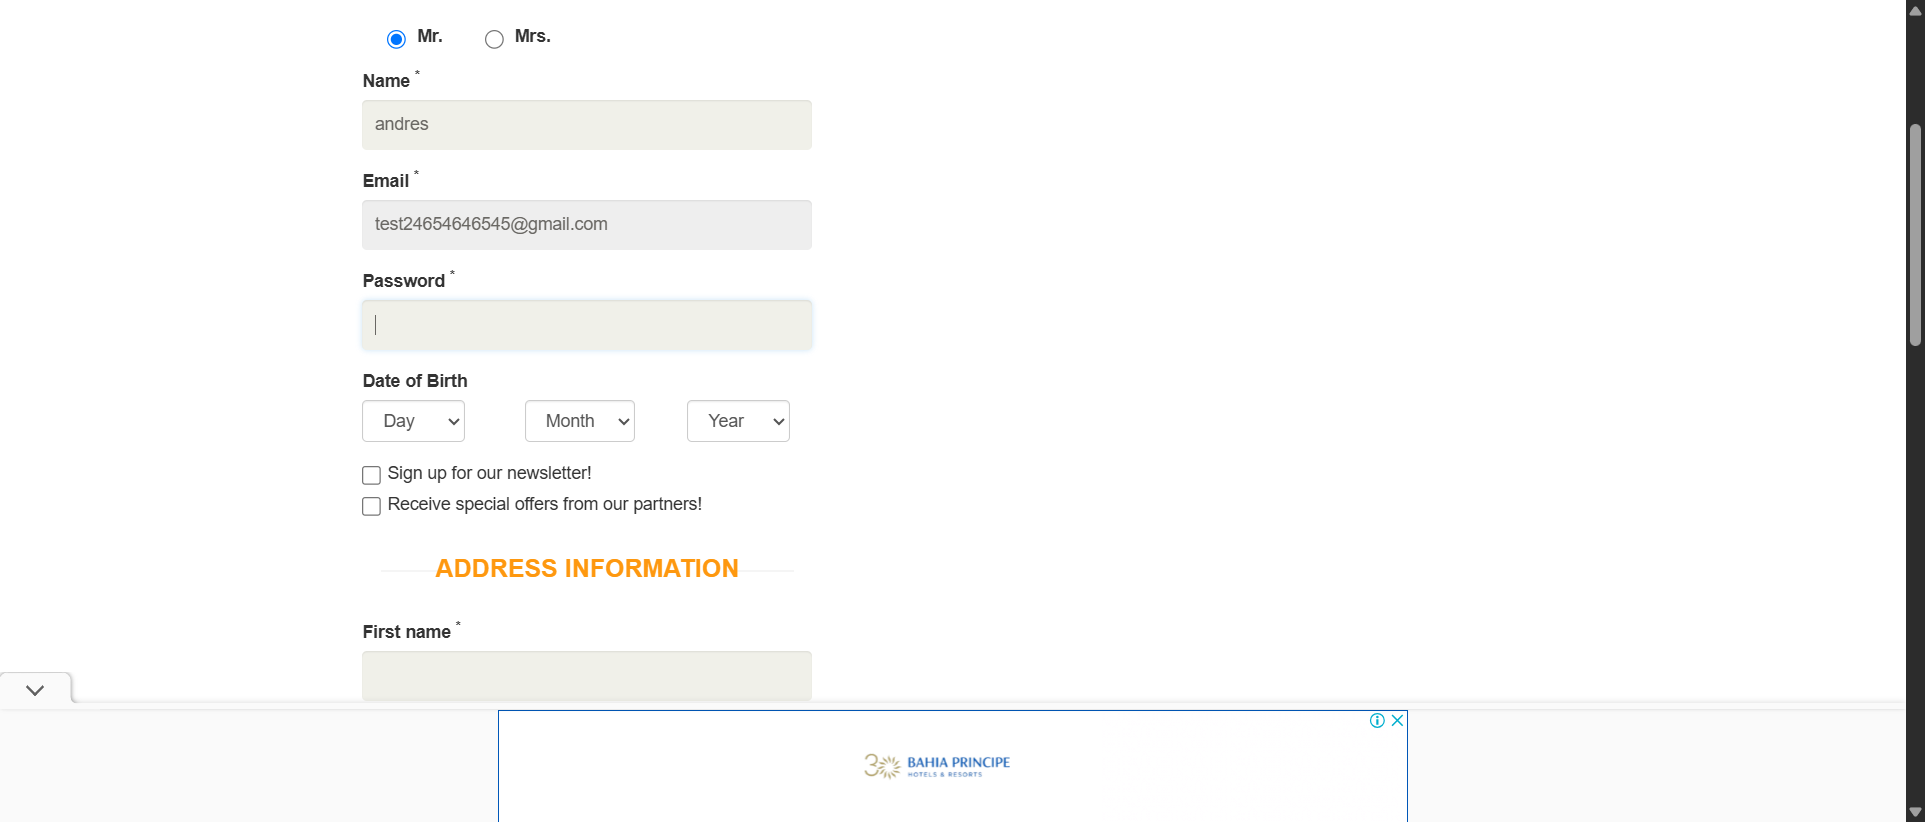 Mr. Mrs.
Name *
andres
Email *
test24654646545@gmail.com
Password *
Date of Birth
Day Month Year
Sign up for our newsletter!
Receive special offers from our partners!
ADDRESS INFORMATION
First name *
30 BAHIA PRINCIPE
HOTELS & RESORTS